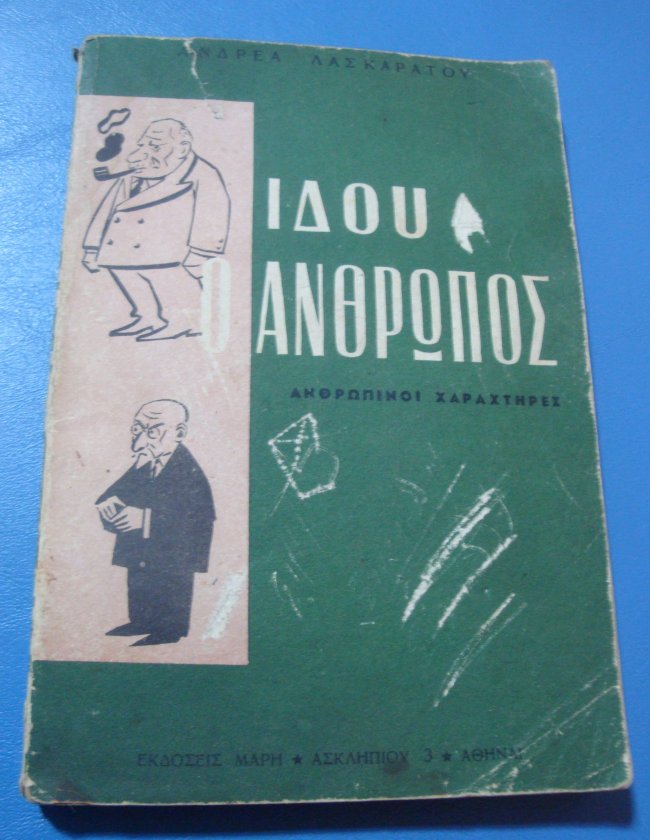 ΑΝΔΡΕΑ ΛΑΣΚΑΡΑΤΟΥ
ΙΔΟΥ
Ο ΑΝΘΡΩΠΟΣ
ΑΝΘΡΩΠΙΝΟΙ ΧΑΡΑΧΤΗΡΕΣ
ΕΚΔΟΣΕΙΣ ΜΑΡΗ ★ ΑΣΚΛΗΠΙΟΥ 3 ★ ΑΘΗΝΑΙ